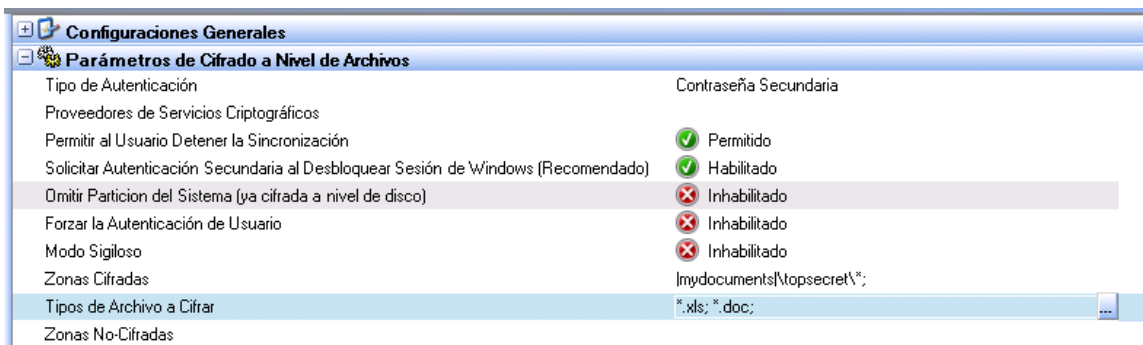 Configuraciones Generales
Parámetros de Cifrado a Nivel de Archivos
Tipo de Autenticación Contraseña Secundaria
Proveedores de Servicios Criptográficos
Permitir al Usuario Detener la Sincronización Permitido
Solicitar Autenticación Secundaria al Desbloquear Sesión de Windows (Recomendado) Habilitado
Omitir Particion del Sistema (ya cifrada a nivel de disco) Inhabilitado
Forzar la Autenticación de Usuario Inhabilitado
Modo Sigiloso Inhabilitado
Zonas Cifradas |mydocuments|\topsecret\*;
Tipos de Archivo a Cifrar *.xls; *.doc; ...
Zonas No-Cifradas